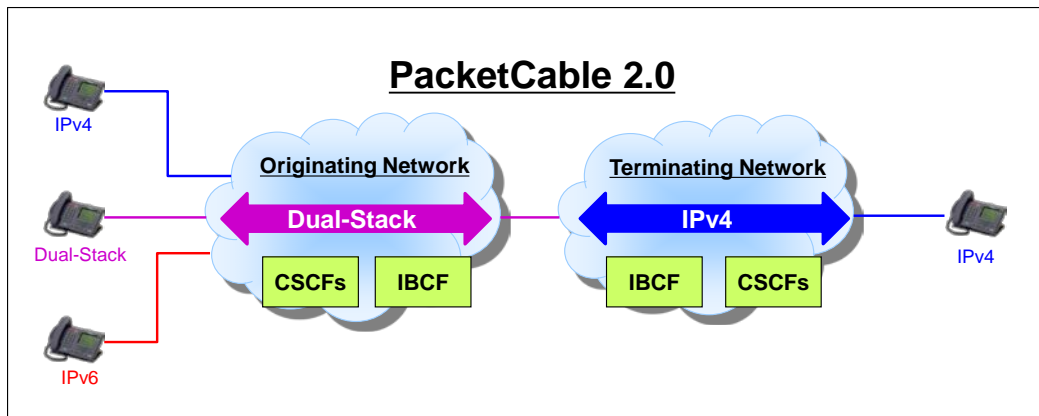 PacketCable 2.0
IPv4
Originating Network
Terminating Network
Dual-Stack
IPv4
Dual-Stack
IPv4
CSCFs
IBCF
IBCF
CSCFs
IPv6